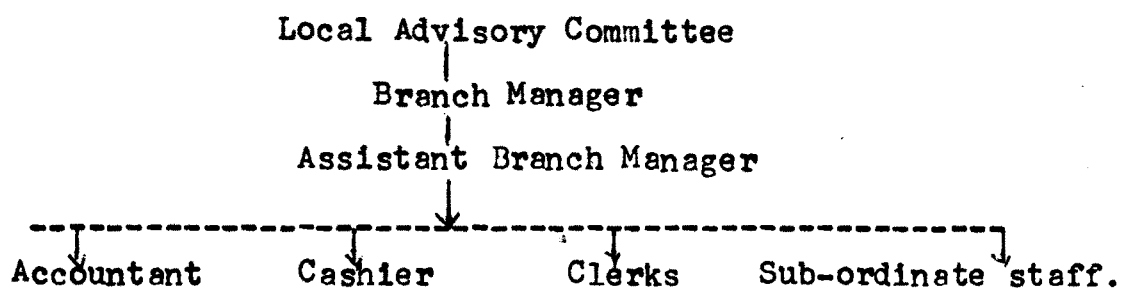 Local Advisory Committee
Branch Manager
Assistant Branch Manager
Accountant Cashier Clerks Sub-ordinate staff.